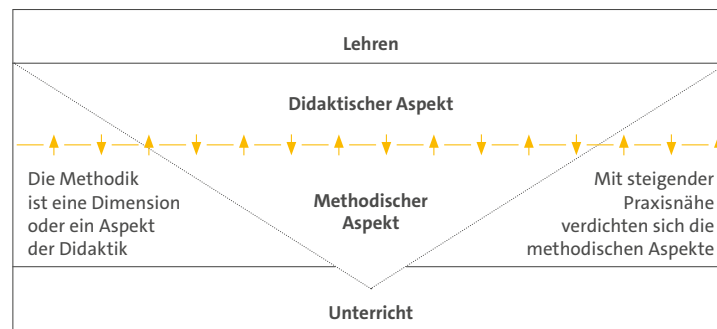 Lehren
Didaktischer Aspekt
Die Methodik
ist eine Dimension
oder ein Aspekt
der Didaktik
Methodischer
Aspekt
Mit steigender
Praxisnähe
verdichten sich die
methodischen Aspekte
Unterricht